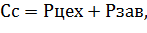 Сс = Рцех + Рзав,